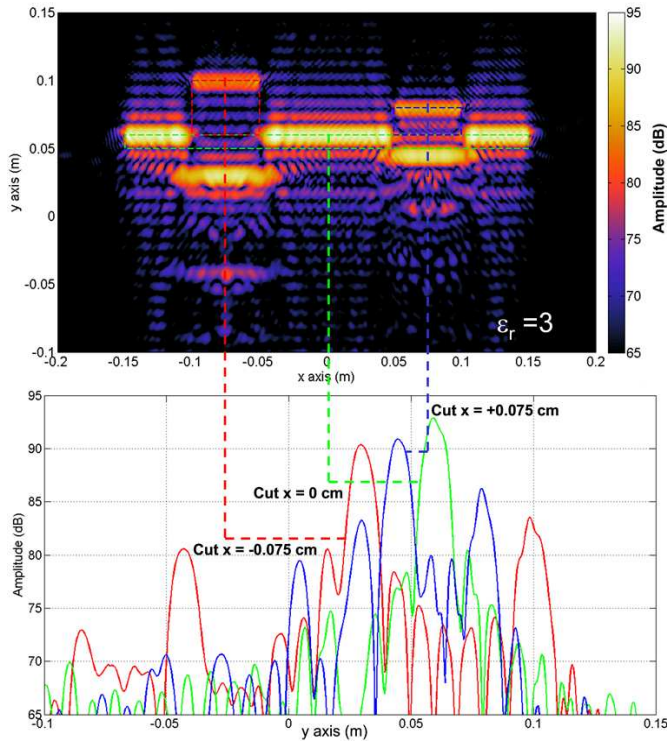 0.15
0.1
0.05
0
-0.05
-0.1
y axis (m)
-0.2 -0.15 -0.1 -0.05 0 0.05 0.1 0.15 0.2
x axis (m)
εr =3
95
90
85
80
75
70
65
Amplitude (dB)
95
90
85
80
75
70
65
Amplitude (dB)
Cut x = +0.075 cm
Cut x = 0 cm
Cut x = -0.075 cm
-0.1 -0.05 0 0.05 0.1 0.15
y axis (m)